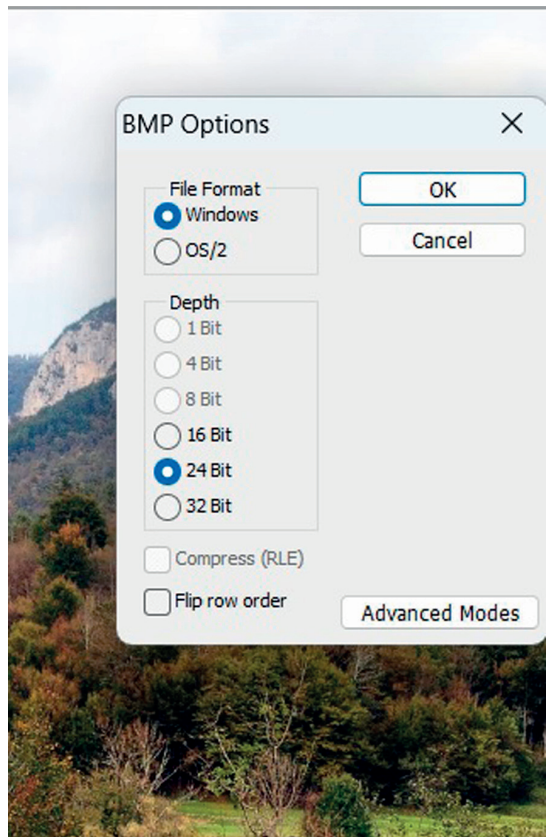 BMP Options
File Format
Windows
OS/2
OK
Cancel
Depth
1 Bit
4 Bit
8 Bit
16 Bit
24 Bit
32 Bit
Compress (RLE)
Flip row order
Advanced Modes